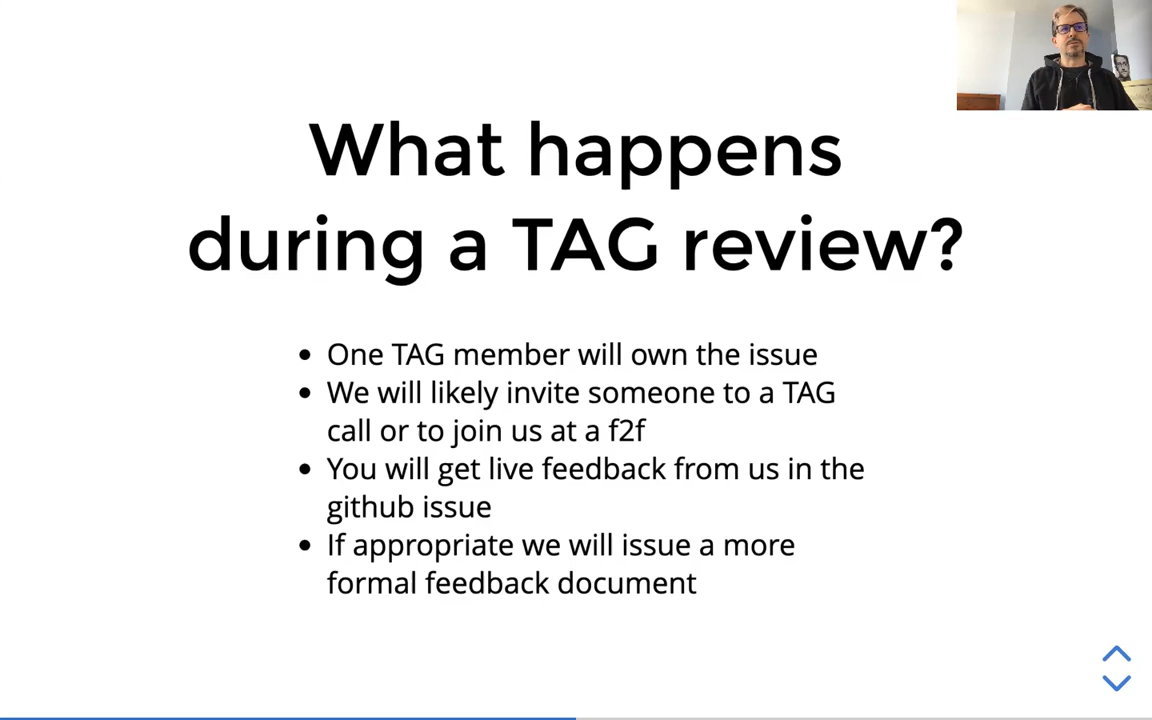 What happens
during a TAG review?
• One TAG member will own the issue
• We will likely invite someone to a TAG
call or to join us at a f2f
• You will get live feedback from us in the
github issue
• If appropriate we will issue a more
formal feedback document